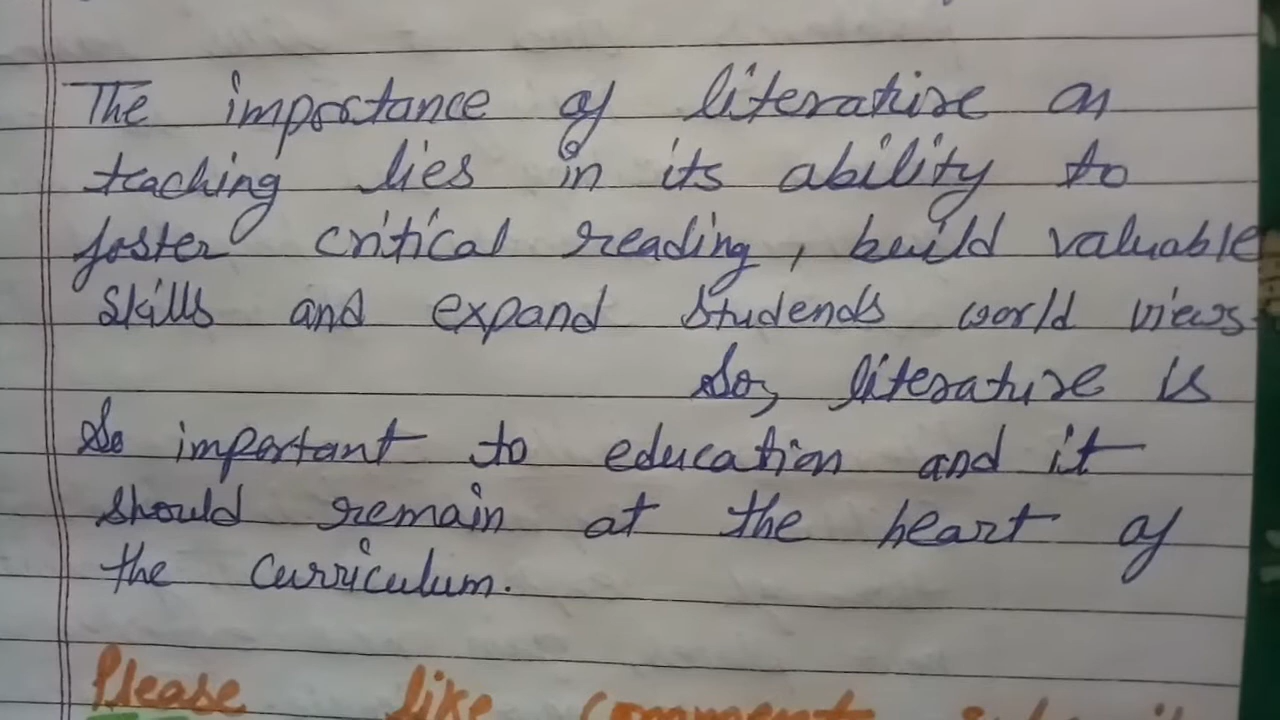 The importance of literature on
teaching lies in its ability to
foster critical reading, build valuable
skills and expand studends world views.
So, literature is
So important to education and it
should remain at the heart of
the curriculum.
Please like comment